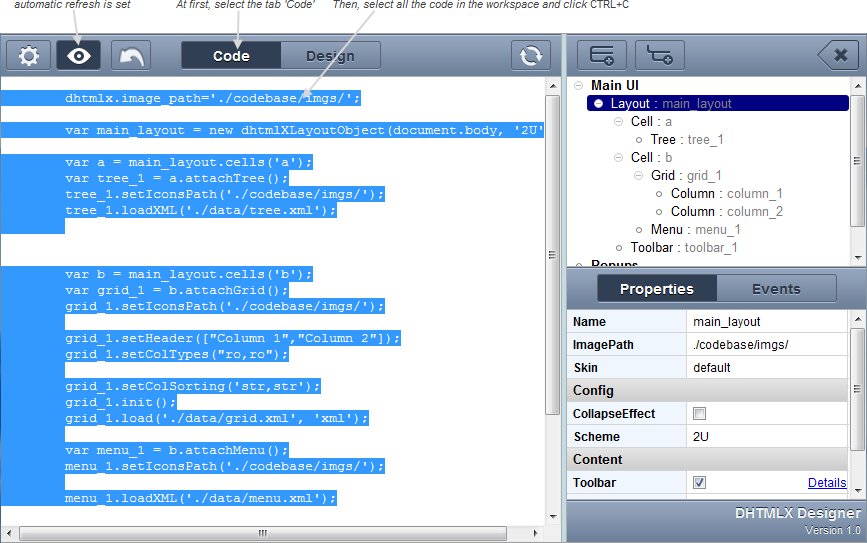 automatic refresh is set
At first, select the tab 'Code'
Then, select all the code in the workspace and click CTRL+C
Code
Design
dhtmlx.image_path='./codebase/imgs/';
var main_layout = new dhtmlXLayoutObject(document.body, '2U'
var a = main_layout.cells('a');
var tree_1 = a.attachTree();
tree_1.setIconsPath('./codebase/imgs/');
tree_1.loadXML('./data/tree.xml');
var b = main_layout.cells('b');
var grid_1 = b.attachGrid();
grid_1.setIconsPath('./codebase/imgs/');
grid_1.setHeader(["Column 1","Column 2"]);
grid_1.setColTypes("ro,ro");
grid_1.setColSorting('str,str');
grid_1.init();
grid_1.load('./data/grid.xml', 'xml');
var menu_1 = b.attachMenu();
menu_1.setIconsPath('./codebase/imgs/');
menu_1.loadXML('./data/menu.xml');
Main UI
Layout : main_layout
Cell : a
Tree : tree_1
Cell : b
Grid : grid_1
Column : column_1
Column : column_2
Menu : menu_1
Toolbar : toolbar_1
Popups
Properties
Events
Name main_layout
ImagePath ./codebase/imgs/
Skin default
Config
CollapseEffect
Scheme 2U
Content
Toolbar Details
DHTMLX Designer
Version 1.0